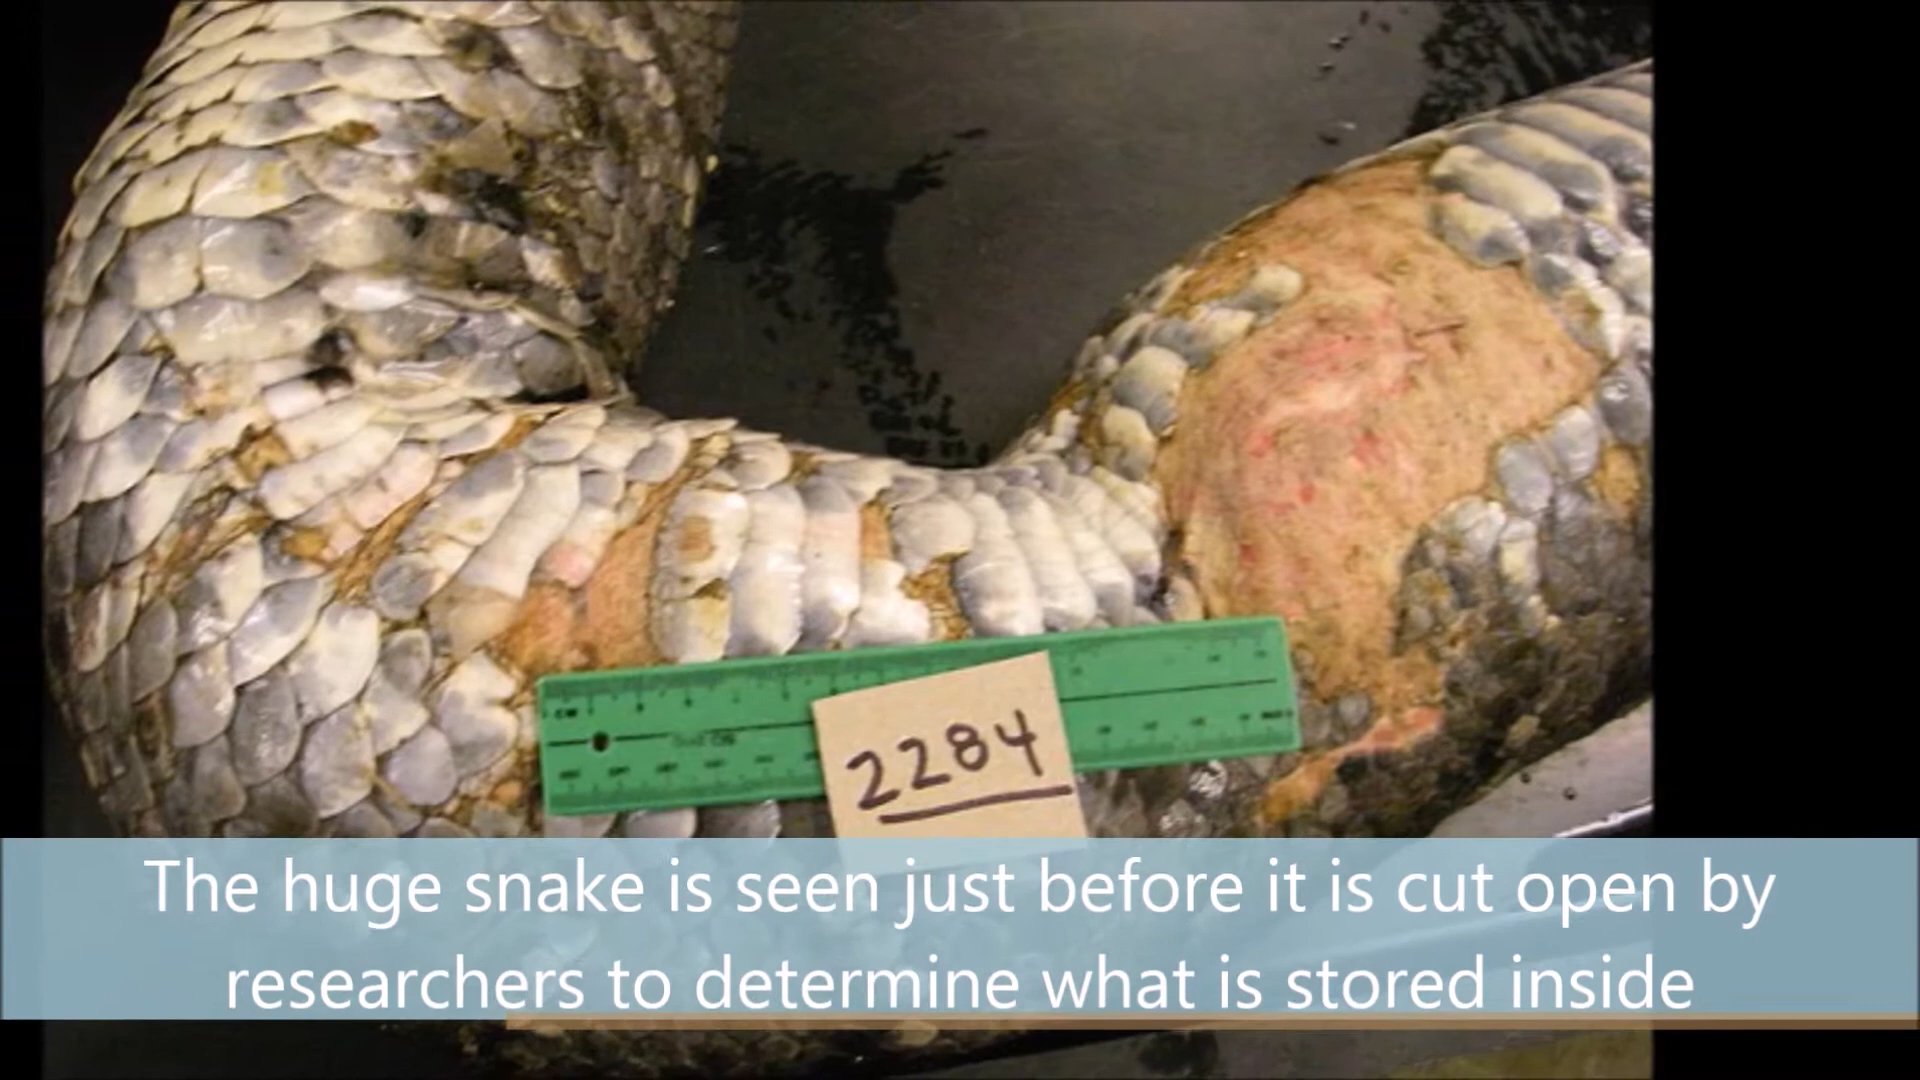 CM
2284
The huge snake is seen just before it is cut open by
researchers to determine what is stored inside